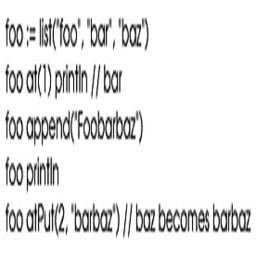 foo := list("foo", "bar", "baz")
foo at(1) println // bar
foo append("Foobarbaz")
foo println
foo atPut(2, "barbaz") // baz becomes barbaz